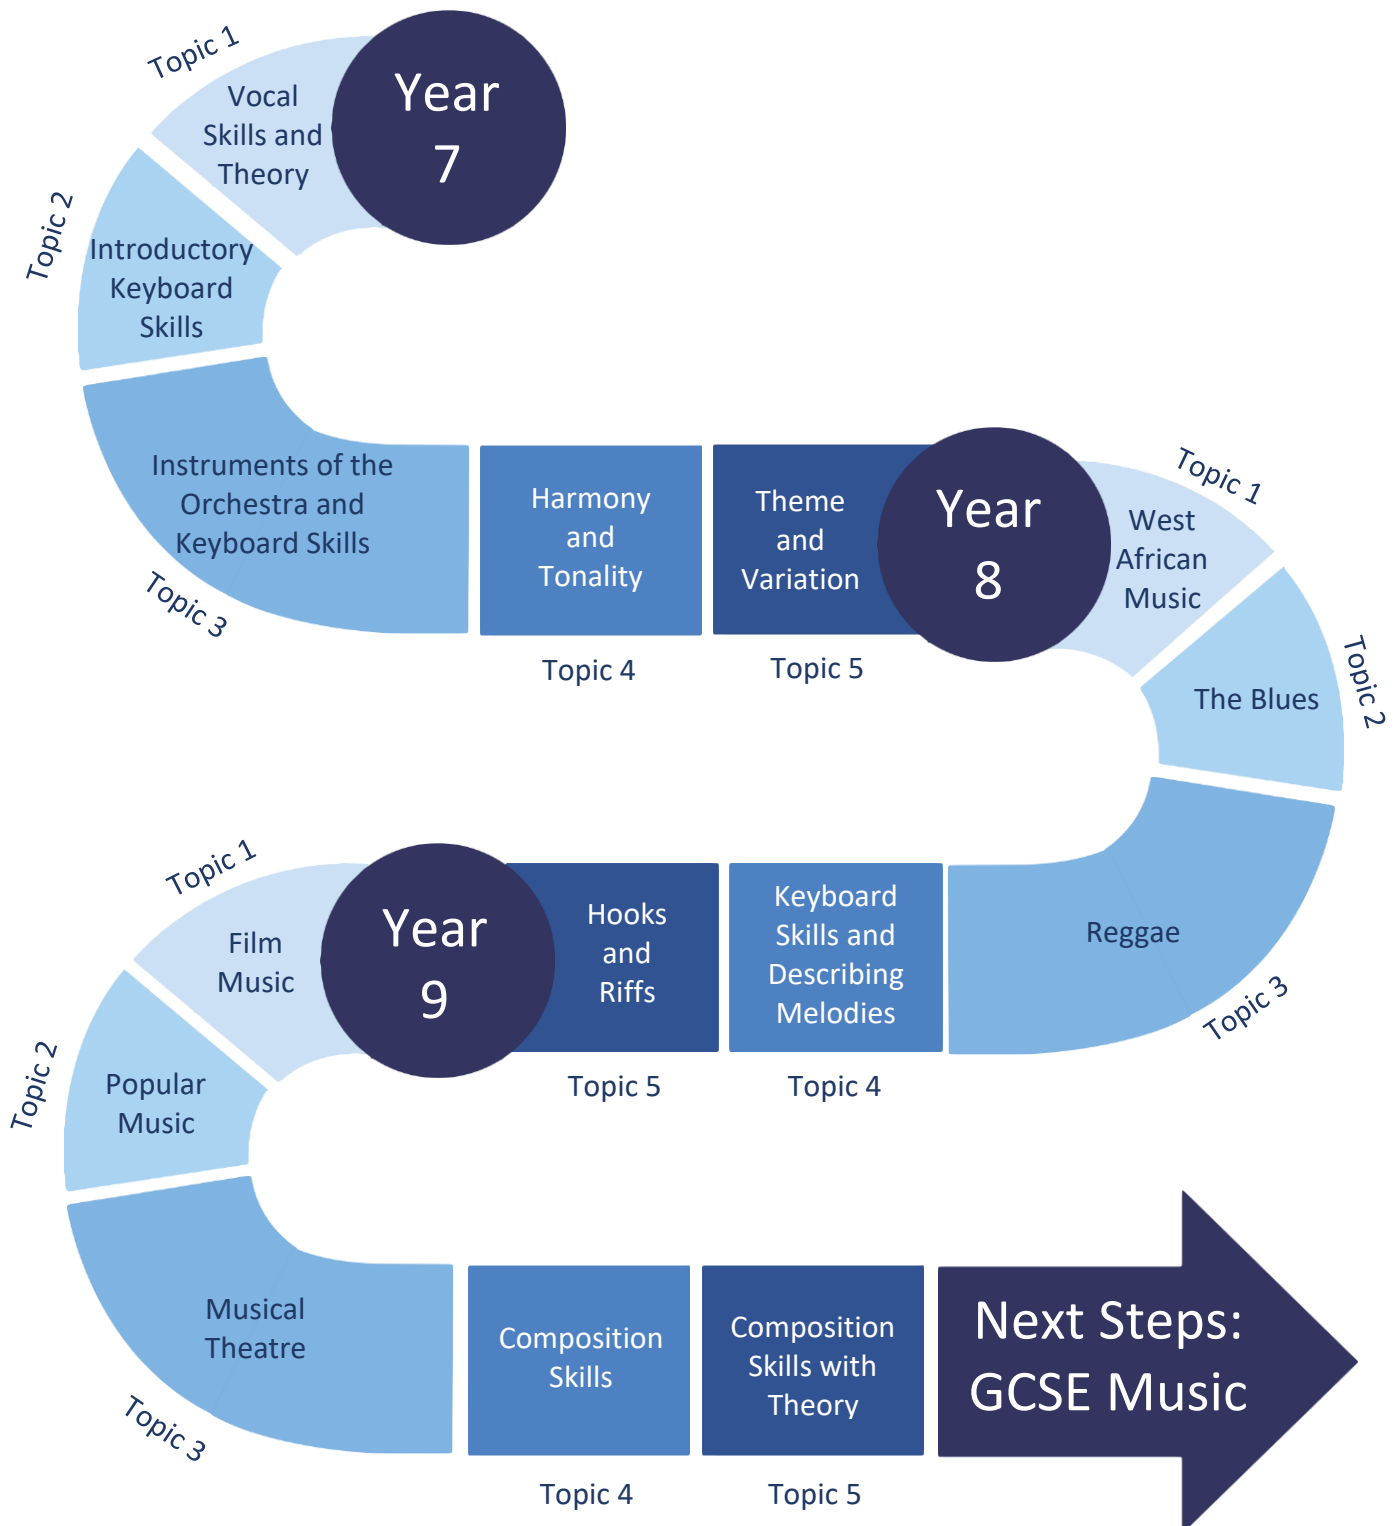 Year
7
Topic 1
Vocal
Skills and
Theory
Topic 2
Introductory
Keyboard
Skills
Topic 3
Instruments of the
Orchestra and
Keyboard Skills
Topic 4
Harmony
and
Tonality
Topic 5
Theme
and
Variation
Year
8
Topic 1
West
African
Music
Topic 2
The Blues
Topic 3
Reggae
Topic 4
Keyboard
Skills and
Describing
Melodies
Topic 5
Hooks
and
Riffs
Year
9
Topic 1
Film
Music
Topic 2
Popular
Music
Topic 3
Musical
Theatre
Topic 4
Composition
Skills
Topic 5
Composition
Skills with
Theory
Next Steps:
GCSE Music